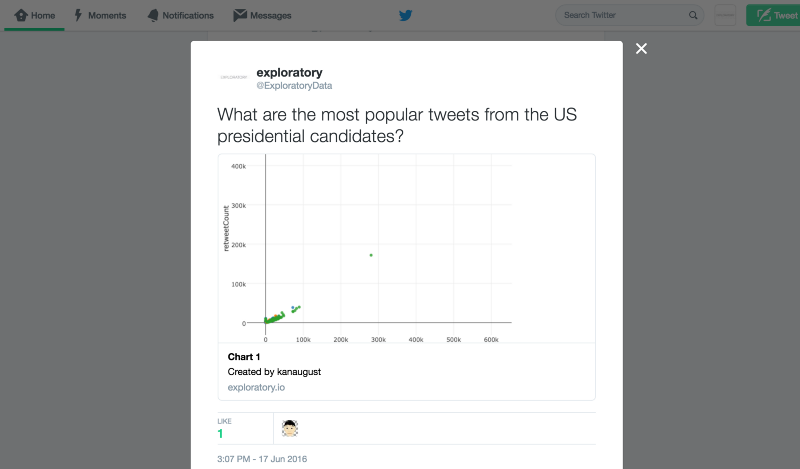 Home Moments Notifications Messages Search Twitter Tweet
exploratory
@ExploratoryData
What are the most popular tweets from the US
presidential candidates?
400k
300k
200k
100k
0
retweetCount
0 100k 200k 300k 400k 500k 600k
Chart 1
Created by kanaugust
exploratory.io
LIKE
1
3:07 PM - 17 Jun 2016